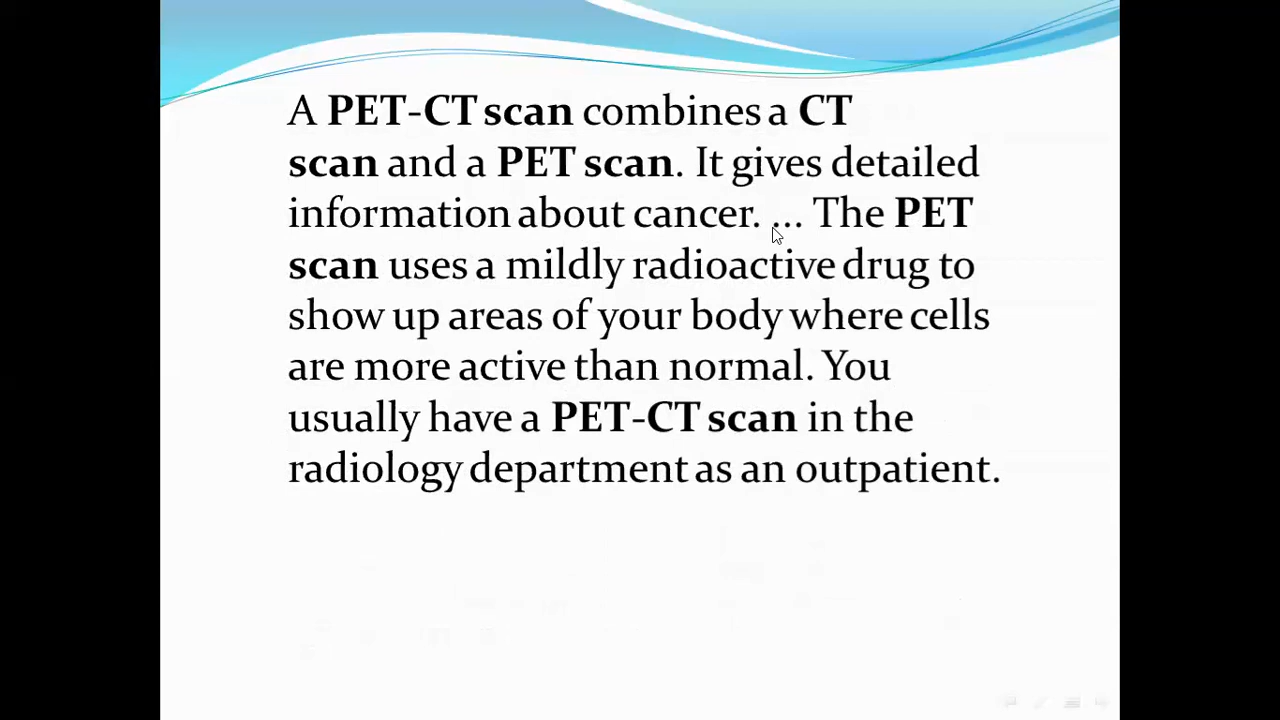 A PET-CT scan combines a CT
scan and a PET scan. It gives detailed
information about cancer. ... The PET
scan uses a mildly radioactive drug to
show up areas of your body where cells
are more active than normal. You
usually have a PET-CT scan in the
radiology department as an outpatient.